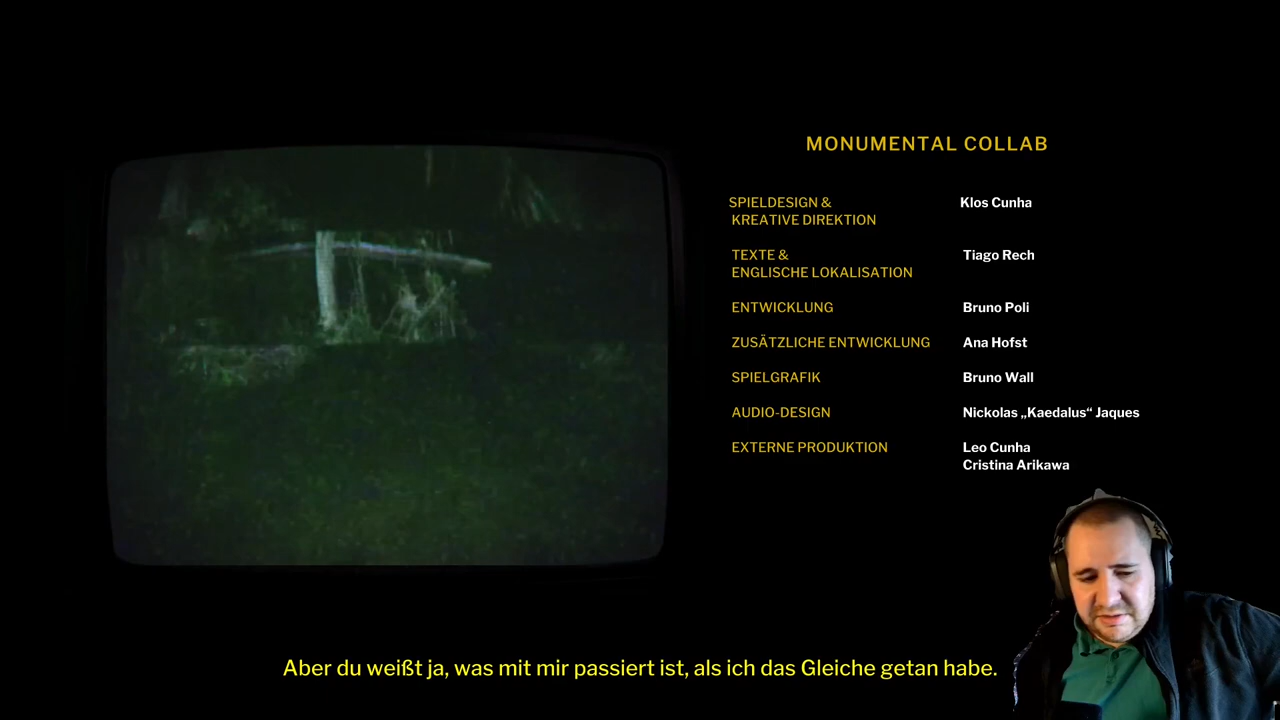 MONUMENTAL COLLAB
SPIELDESIGN & Klos Cunha
KREATIVE DIREKTION
TEXTE & Tiago Rech
ENGLISCHE LOKALISATION
ENTWICKLUNG Bruno Poli
ZUSÄTZLICHE ENTWICKLUNG Ana Hofst
SPIELGRAFIK Bruno Wall
AUDIO-DESIGN Nickolas „Kaedalus“ Jaques
EXTERNE PRODUKTION Leo Cunha
Cristina Arikawa
Aber du weißt ja, was mit mir passiert ist, als ich das Gleiche getan habe.